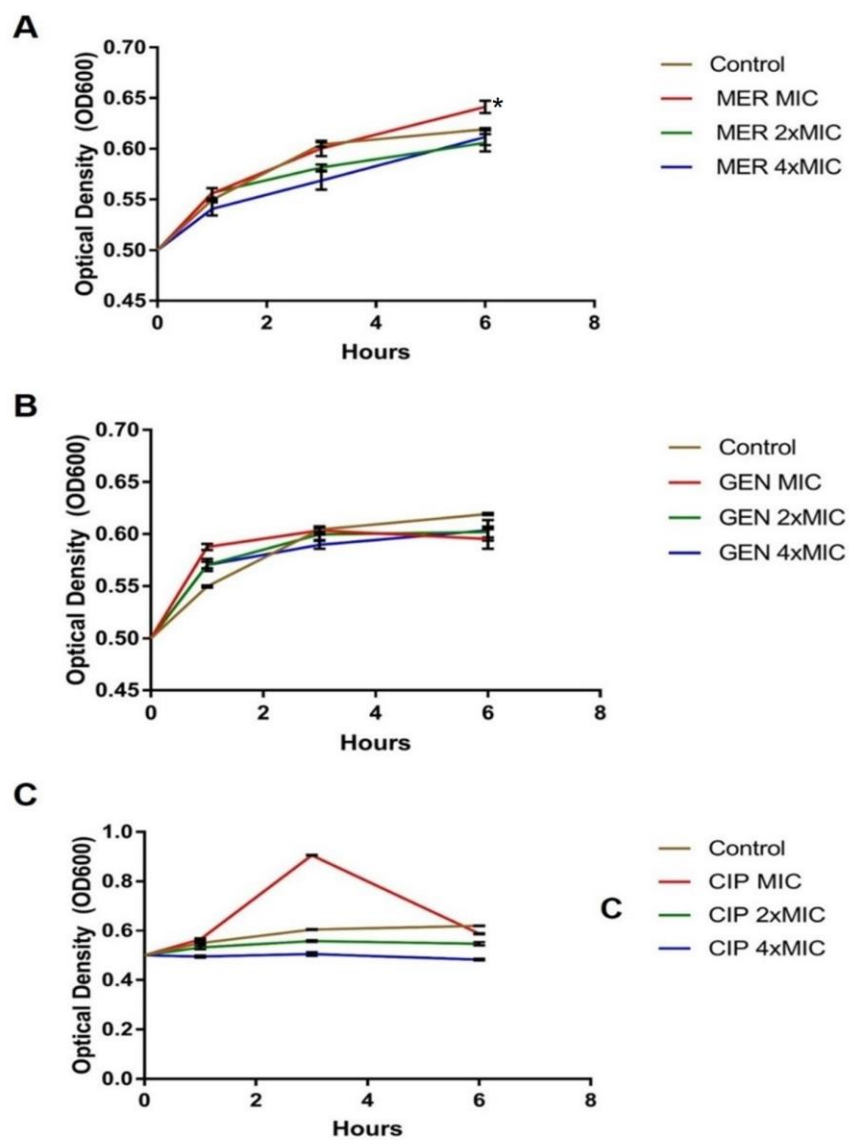 A
Optical Density (OD600)
0.70
0.65
0.60
0.55
0.50
0.45
0 2 4 6 8
Hours
*
Control
MER MIC
MER 2xMIC
MER 4xMIC
B
Optical Density (OD600)
0.70
0.65
0.60
0.55
0.50
0.45
0 2 4 6 8
Hours
Control
GEN MIC
GEN 2xMIC
GEN 4xMIC
C
Optical Density (OD600)
1.0
0.8
0.6
0.4
0.2
0.0
0 2 4 6 8
Hours
C
Control
CIP MIC
CIP 2xMIC
CIP 4xMIC